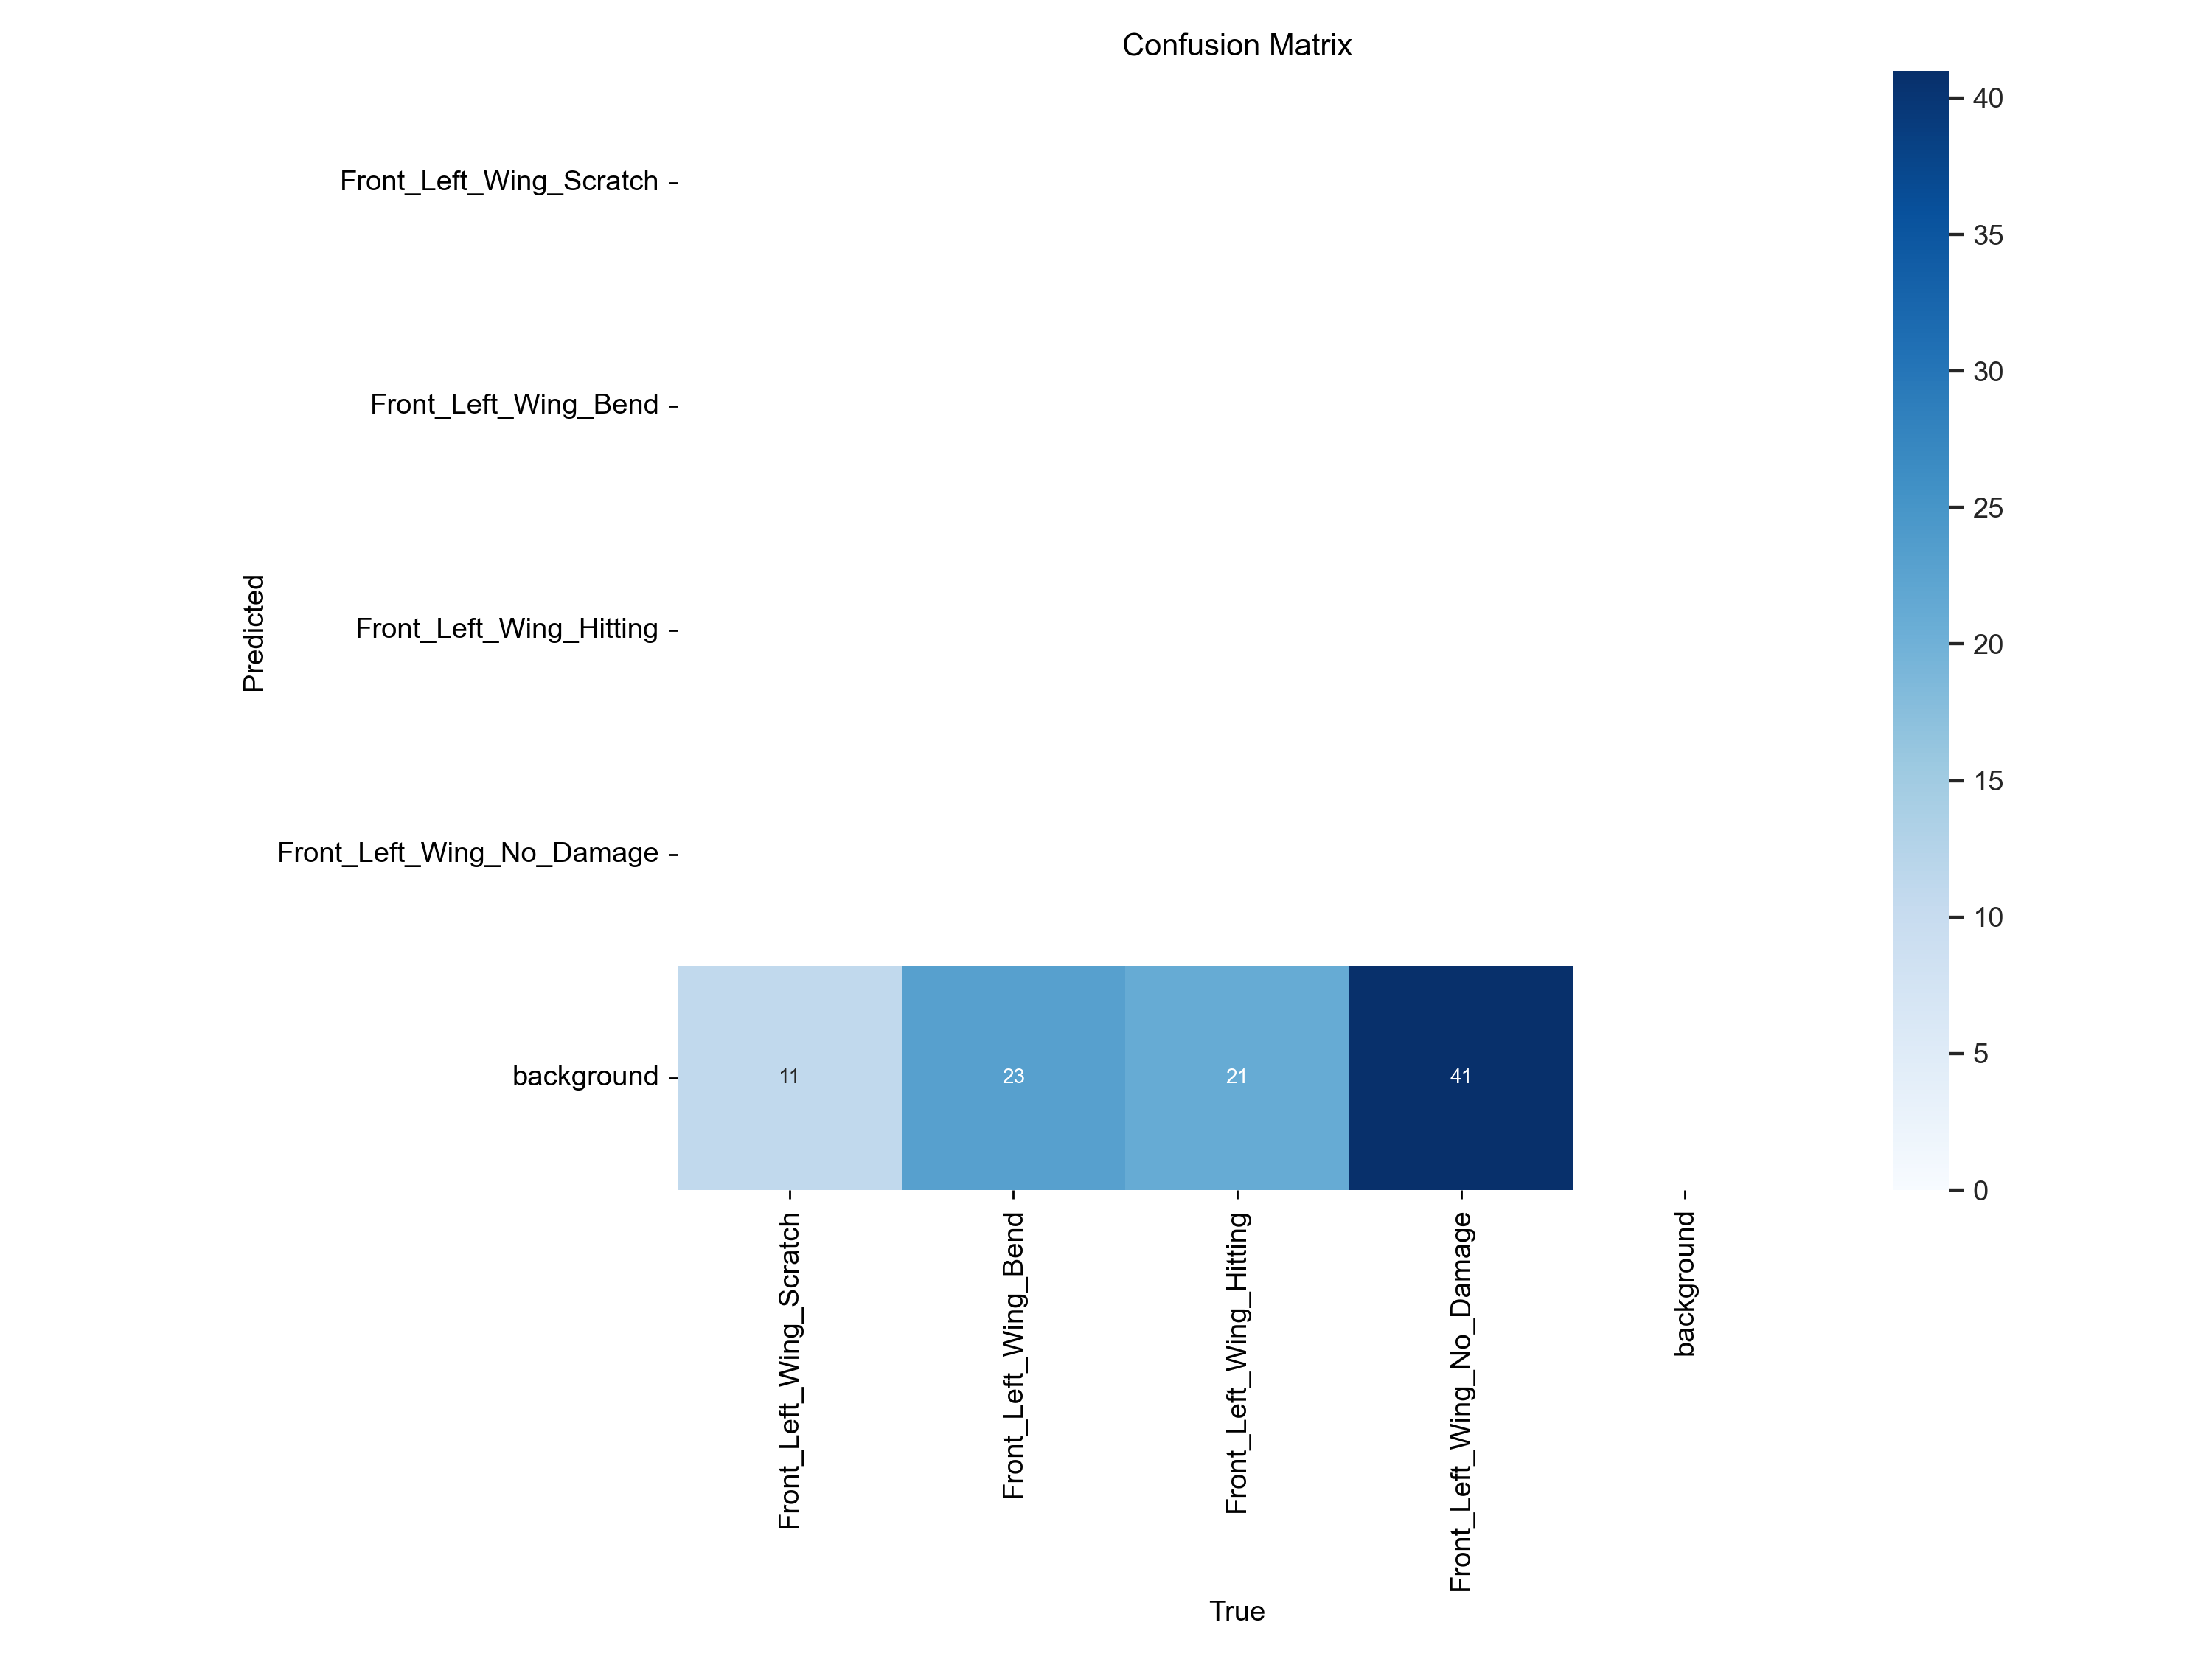 Confusion Matrix
Front_Left_Wing_Scratch
Front_Left_Wing_Bend
Front_Left_Wing_Hitting
Front_Left_Wing_No_Damage
background
Predicted
11
23
21
41
Front_Left_Wing_Scratch
Front_Left_Wing_Bend
Front_Left_Wing_Hitting
Front_Left_Wing_No_Damage
background
True
40
35
30
25
20
15
10
5
0